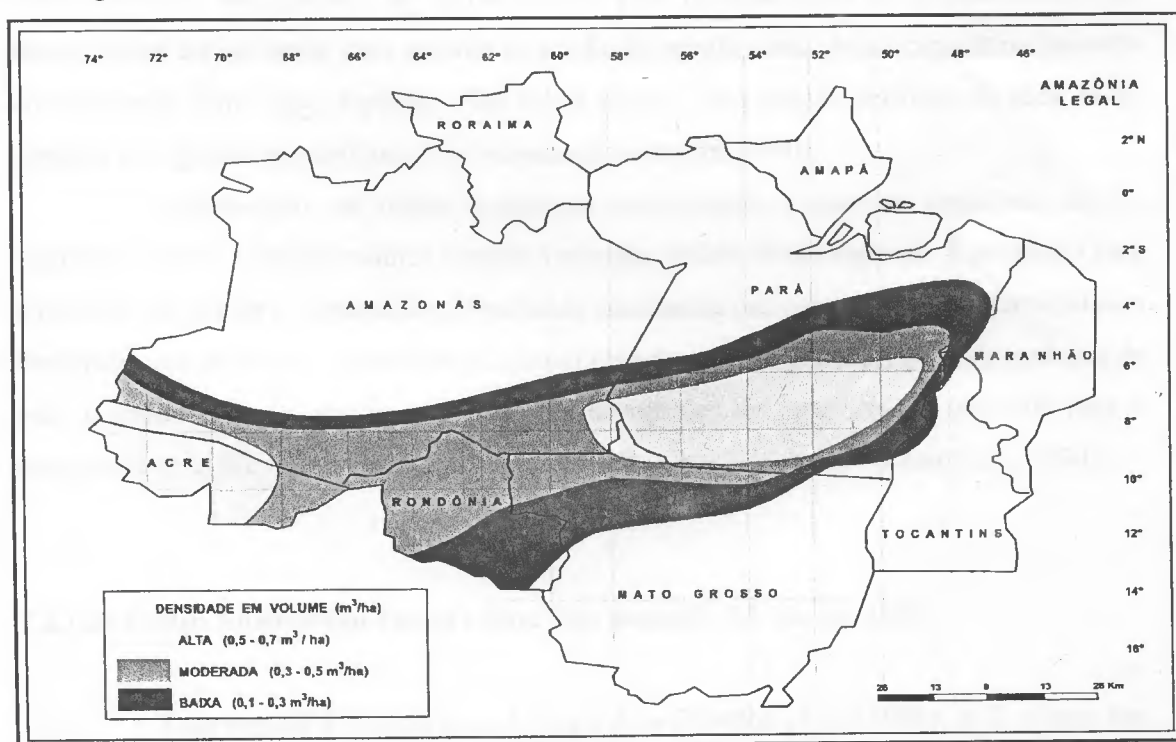 74° 72° 70° 68° 66° 64° 62° 60° 58° 56° 54° 52° 50° 48° 46°
AMAZÔNIA
LEGAL
RORAIMA
2° N
AMAPÁ
0°
2° S
PARÁ
AMAZONAS
4°
MARANHÃO
6°
8°
ACRE
RONDÔNIA
10°
TOCANTINS
12°
MATO GROSSO
14°
16°
DENSIDADE EM VOLUME (m³/ha)
ALTA (0,5 - 0,7 m³/ha)
MODERADA (0,3 - 0,5 m³/ha)
BAIXA (0,1 - 0,3 m³/ha)
26 13 0 13 26 Km